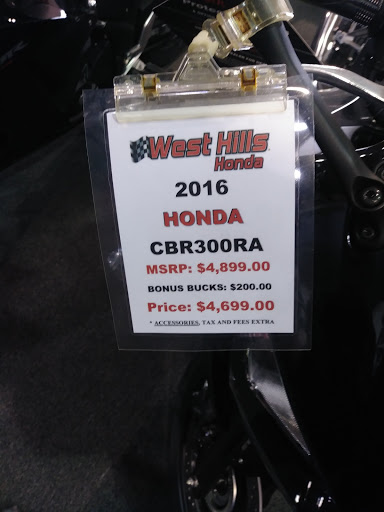 West Hills
Honda
2016
HONDA
CBR300RA
MSRP: $4,899.00
BONUS BUCKS: $200.00
Price: $4,699.00
* ACCESSORIES, TAX AND FEES EXTRA